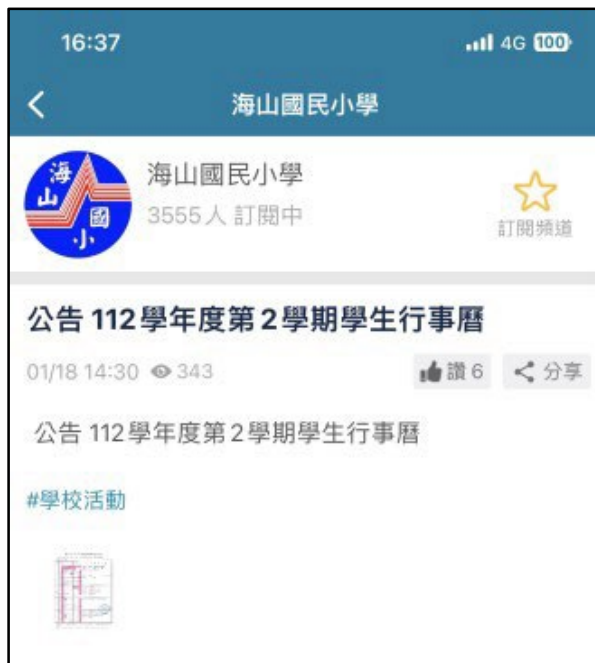 16:37
4G 100
海山國民小學
海山國小
海山國民小學
3555人 訂閱中
訂閱頻道
公告 112學年度第2學期學生行事曆
01/18 14:30 343
讚 6 分享
公告 112學年度第2學期學生行事曆
#學校活動